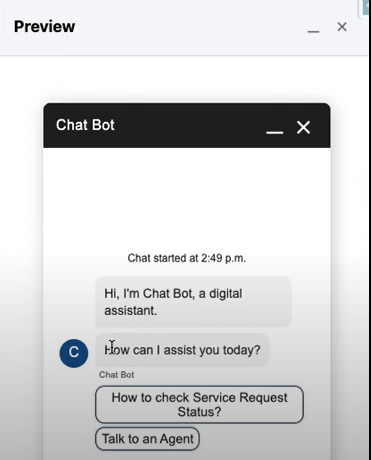 Preview
Chat Bot
Chat started at 2:49 p.m.
Hi, I'm Chat Bot, a digital
assistant.
C
How can I assist you today?
Chat Bot
How to check Service Request
Status?
Talk to an Agent